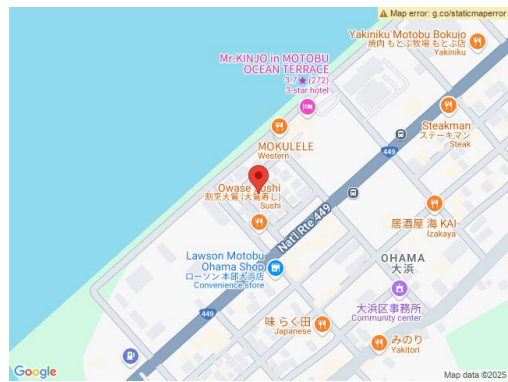 Map error: g.co/staticmaperror
Yakiniku Motobu Bokujo
焼肉 もとぶ牧場 もとぶ店
Yakiniku
Mr.KINJO in MOTOBU
OCEAN TERRACE
3.7★(272)
3-star hotel
Steakman
ステーキマン
Steak
449
MOKULELE
Western
Owase Sushi
割烹大鷲 (大鷲寿し)
Sushi
Nat'l Rte 449
居酒屋 海 KAI
Izakaya
Lawson Motobu
Ohama Shop
ローソン 本部大浜店
Convenience store
OHAMA
大浜
大浜区事務所
Community center
449
味 らく田
Japanese
みのり
Yakitori
Google
Map data ©2025